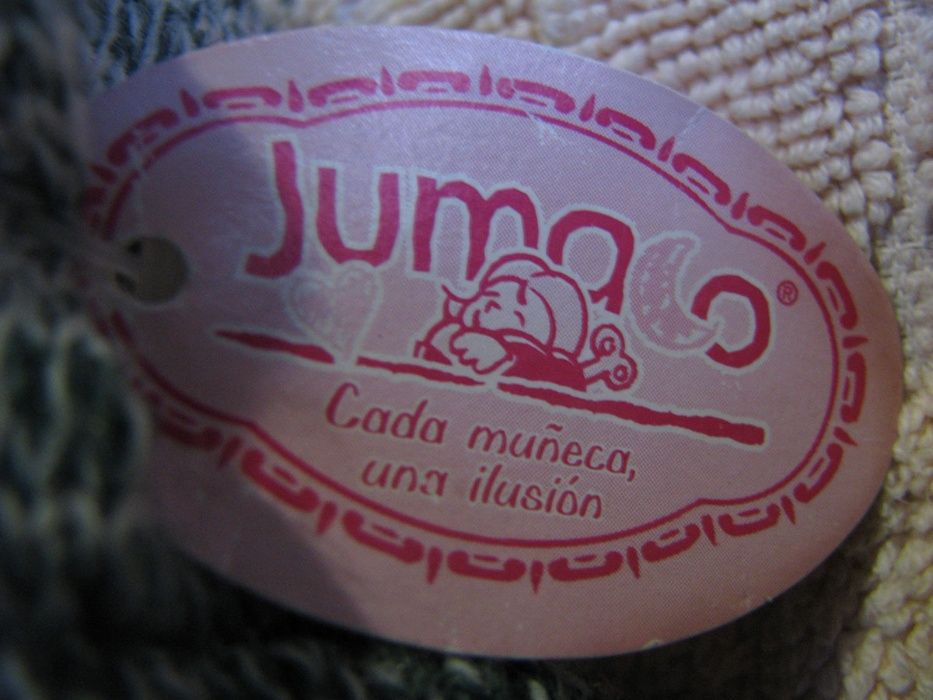 Jumaco®
Cada muñeca,
una ilusión